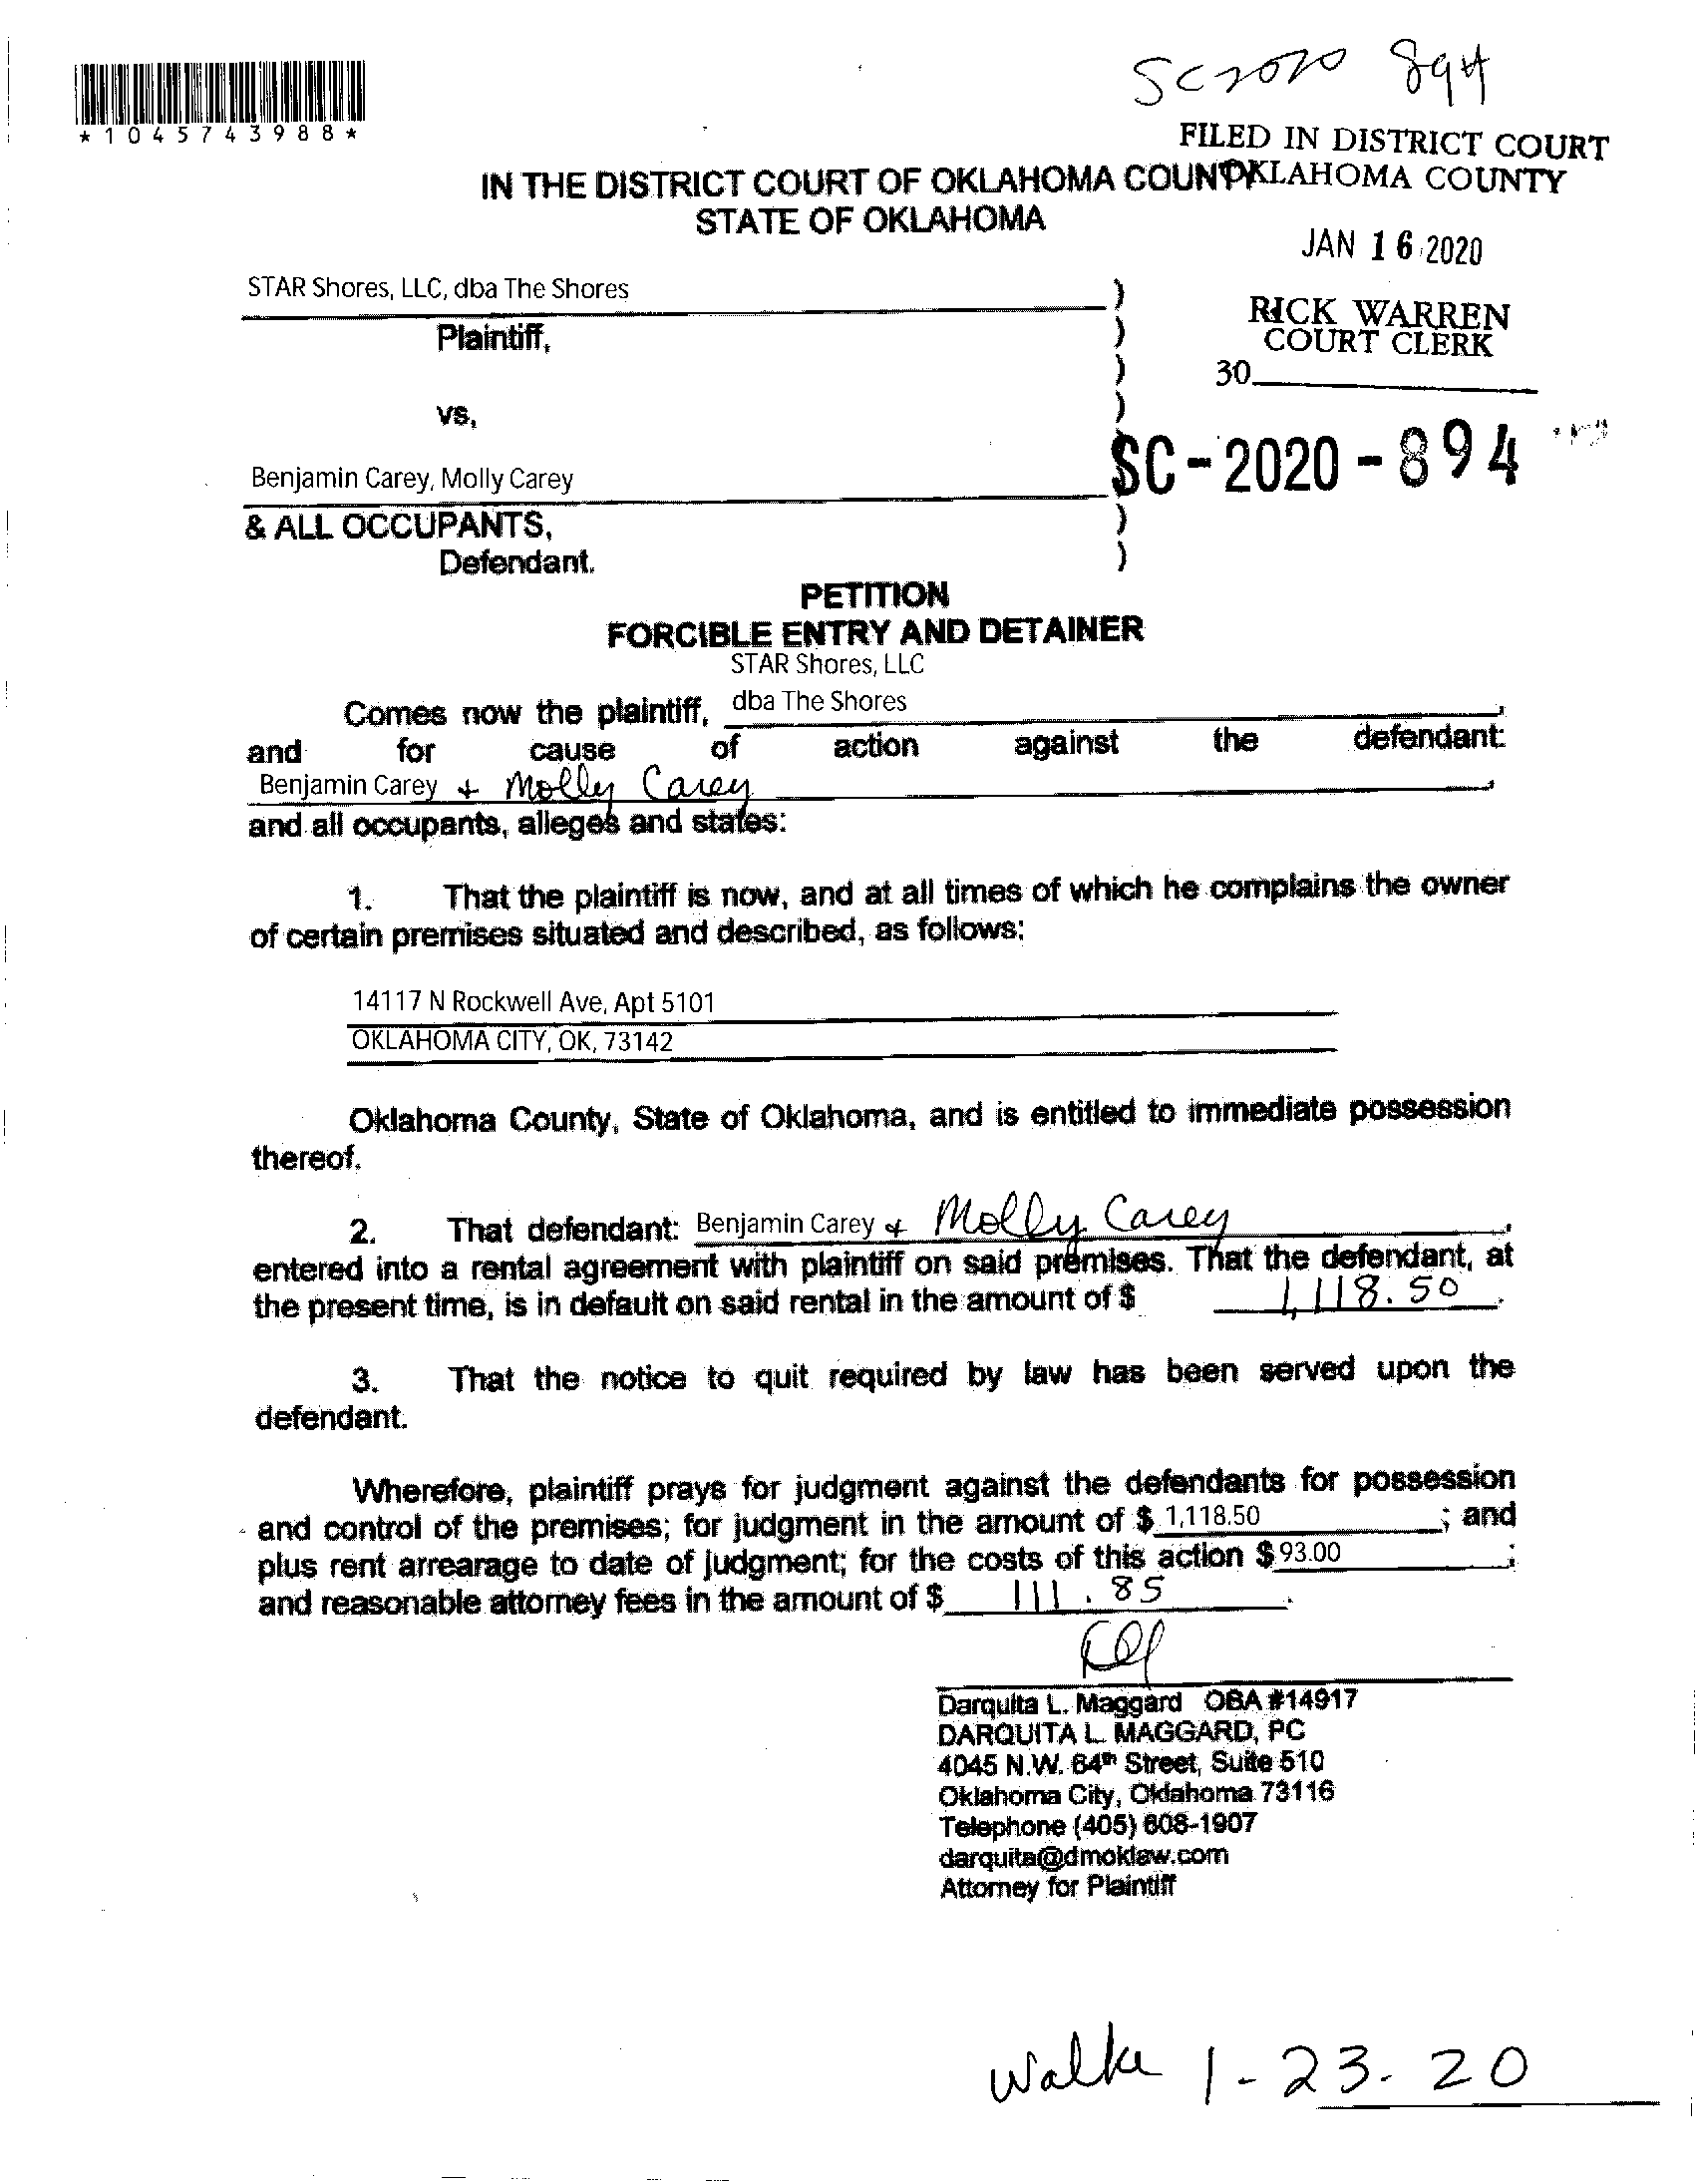 SC2020 894
*1045743988*
FILED IN DISTRICT COURT
OKLAHOMA COUNTY
IN THE DISTRICT COURT OF OKLAHOMA COUNTY
STATE OF OKLAHOMA
JAN 16 2020
STAR Shores, LLC, dba The Shores )
Plaintiff, )
RICK WARREN
COURT CLERK
)
30
vs, )
SC-2020-894
Benjamin Carey, Molly Carey
& ALL OCCUPANTS, )
Defendant. )
PETITION
FORCIBLE ENTRY AND DETAINER
STAR Shores, LLC
Comes now the plaintiff, dba The Shores ,
and for cause of action against the defendant:
Benjamin Carey & Molly Carey ,
and all occupants, alleges and states:
1. That the plaintiff is now, and at all times of which he complains the owner
of certain premises situated and described, as follows:
14117 N Rockwell Ave, Apt 5101
OKLAHOMA CITY, OK, 73142
Oklahoma County, State of Oklahoma, and is entitled to immediate possession
thereof.
2. That defendant: Benjamin Carey & Molly Carey ,
entered into a rental agreement with plaintiff on said premises. That the defendant, at
the present time, is in default on said rental in the amount of $ 1,118.50 .
3. That the notice to quit required by law has been served upon the
defendant.
Wherefore, plaintiff prays for judgment against the defendants for possession
and control of the premises; for judgment in the amount of $ 1,118.50 ; and
plus rent arrearage to date of judgment; for the costs of this action $ 93.00 ;
and reasonable attorney fees in the amount of $ 111.85 .
Darquita L. Maggard OBA #14917
DARQUITA L. MAGGARD, PC
4045 N.W. 64th Street, Suite 510
Oklahoma City, Oklahoma 73116
Telephone (405) 608-1907
darquita@dmoklaw.com
Attorney for Plaintiff
1-23-20